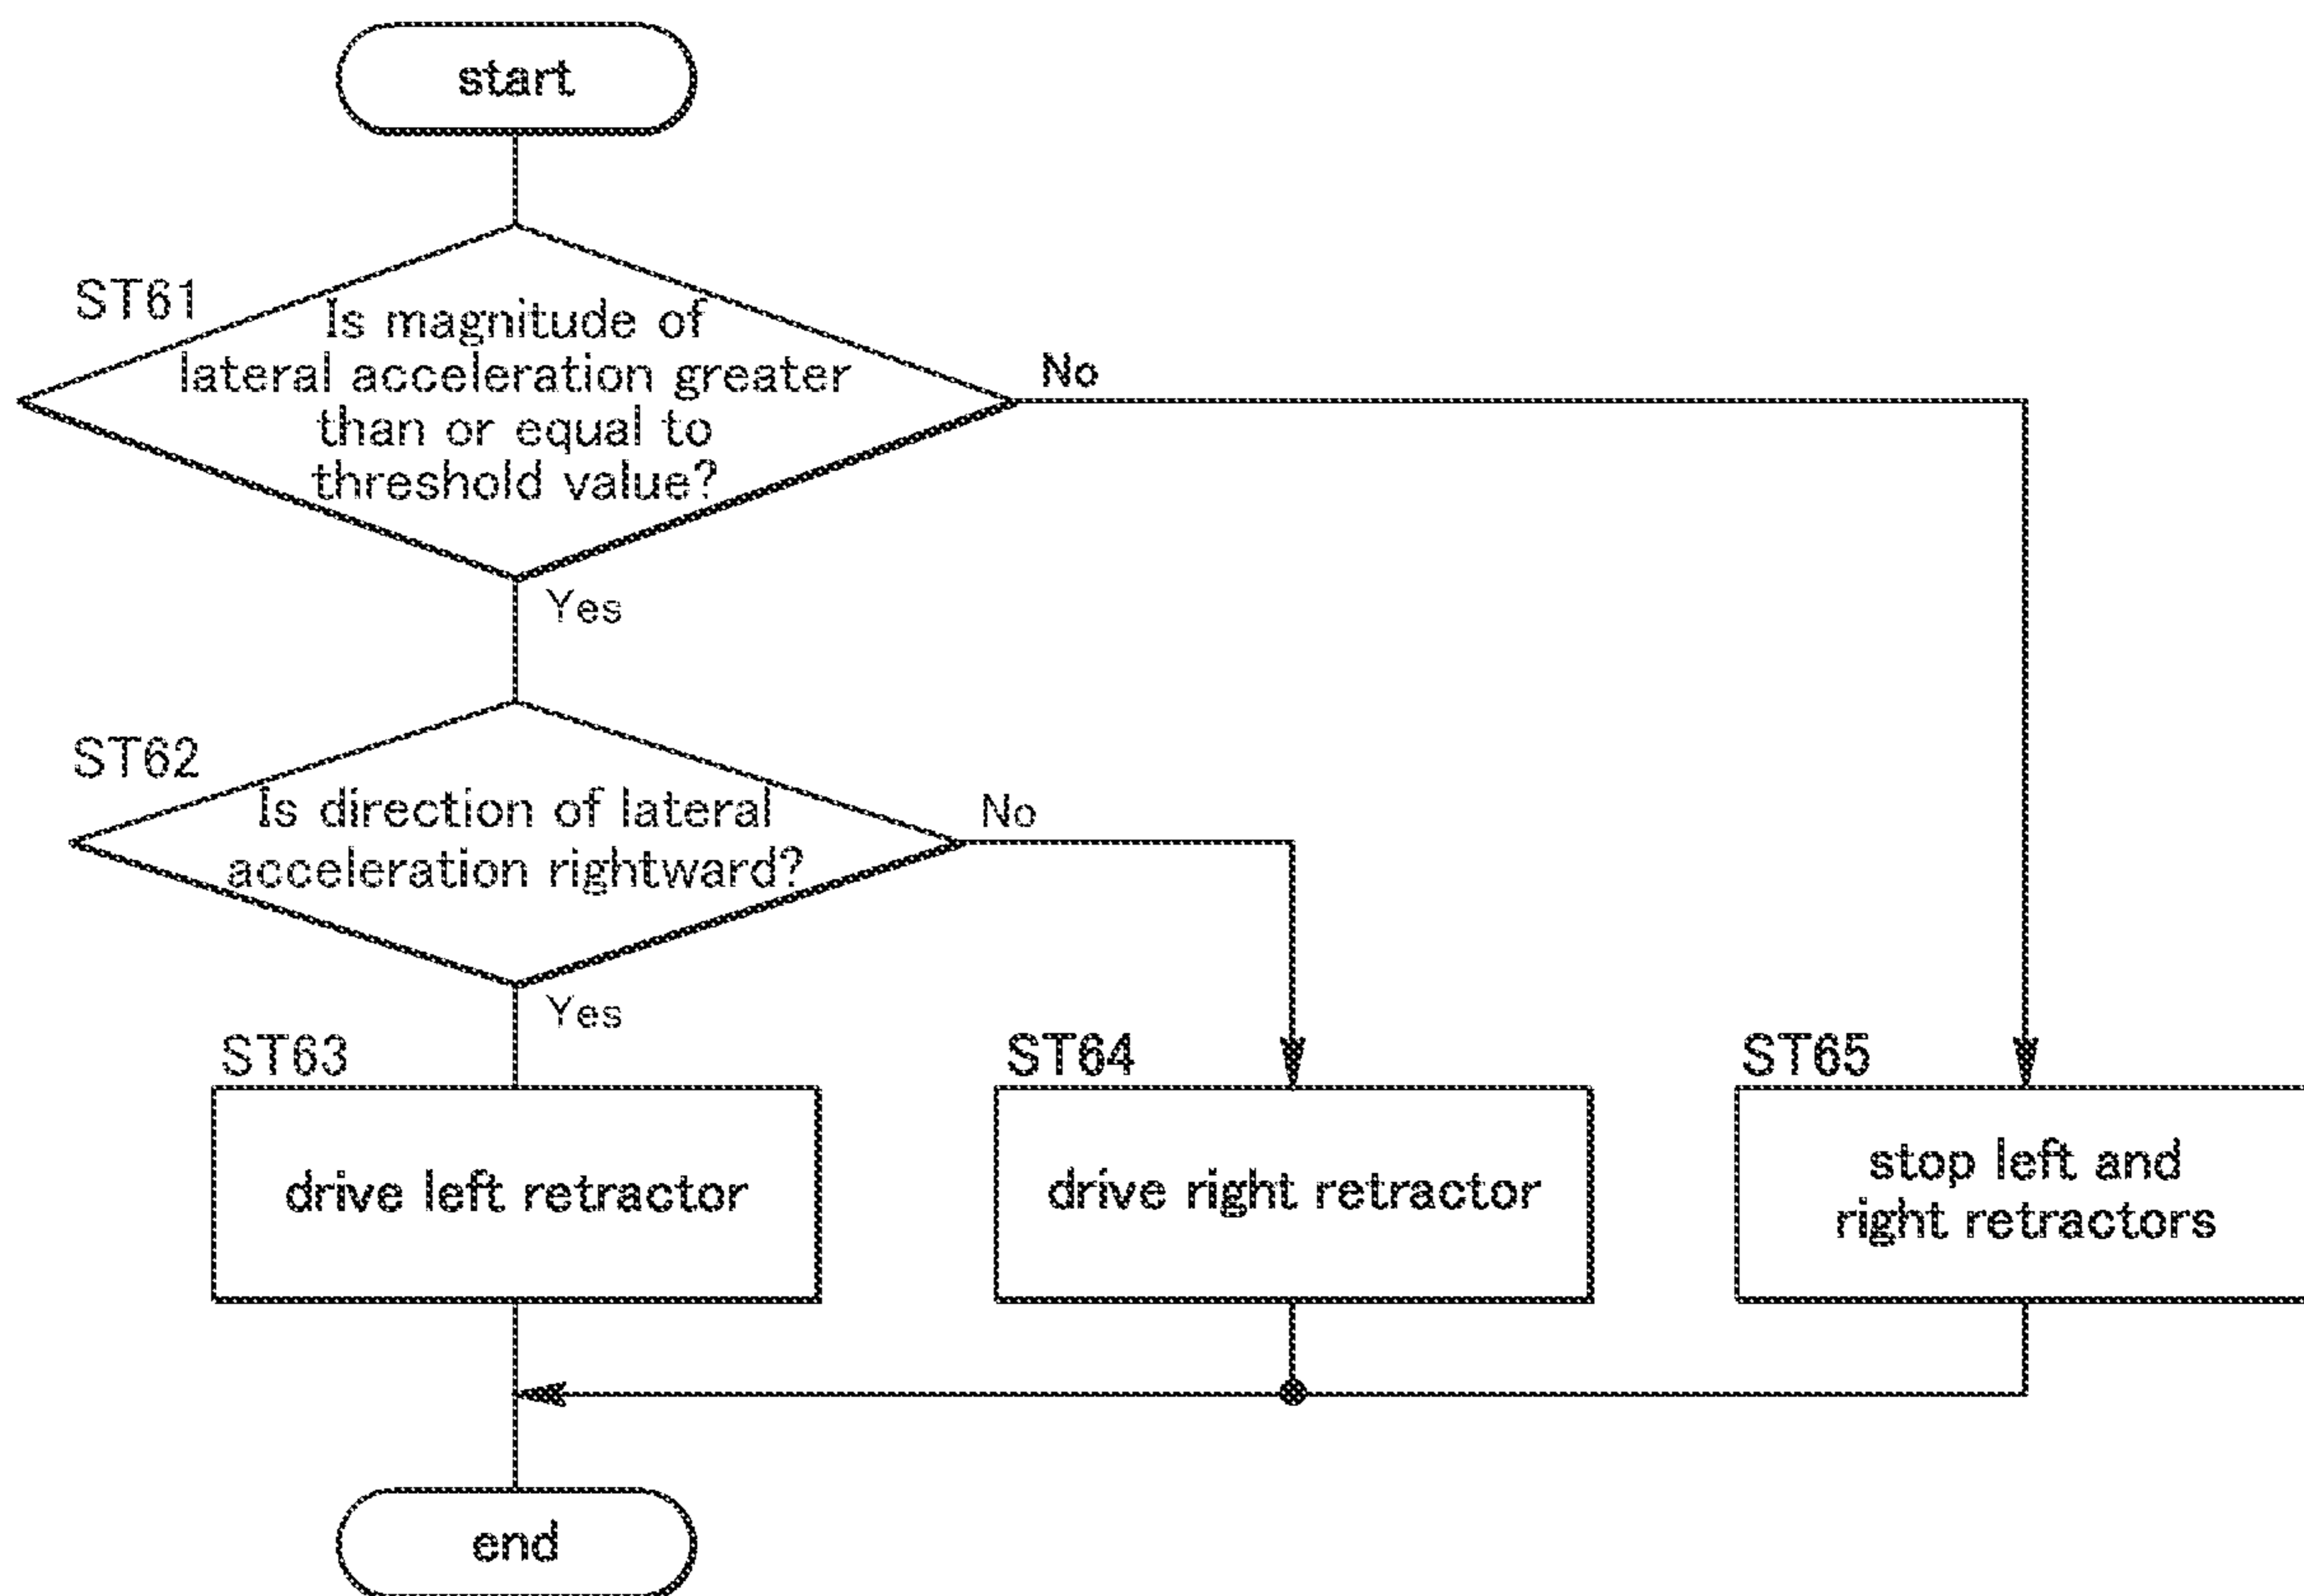 start
ST61
Is magnitude of
lateral acceleration greater
than or equal to
threshold value?
No
Yes
ST62
Is direction of lateral
acceleration rightward?
No
Yes
ST63
drive left retractor
ST64
drive right retractor
ST65
stop left and
right retractors
end